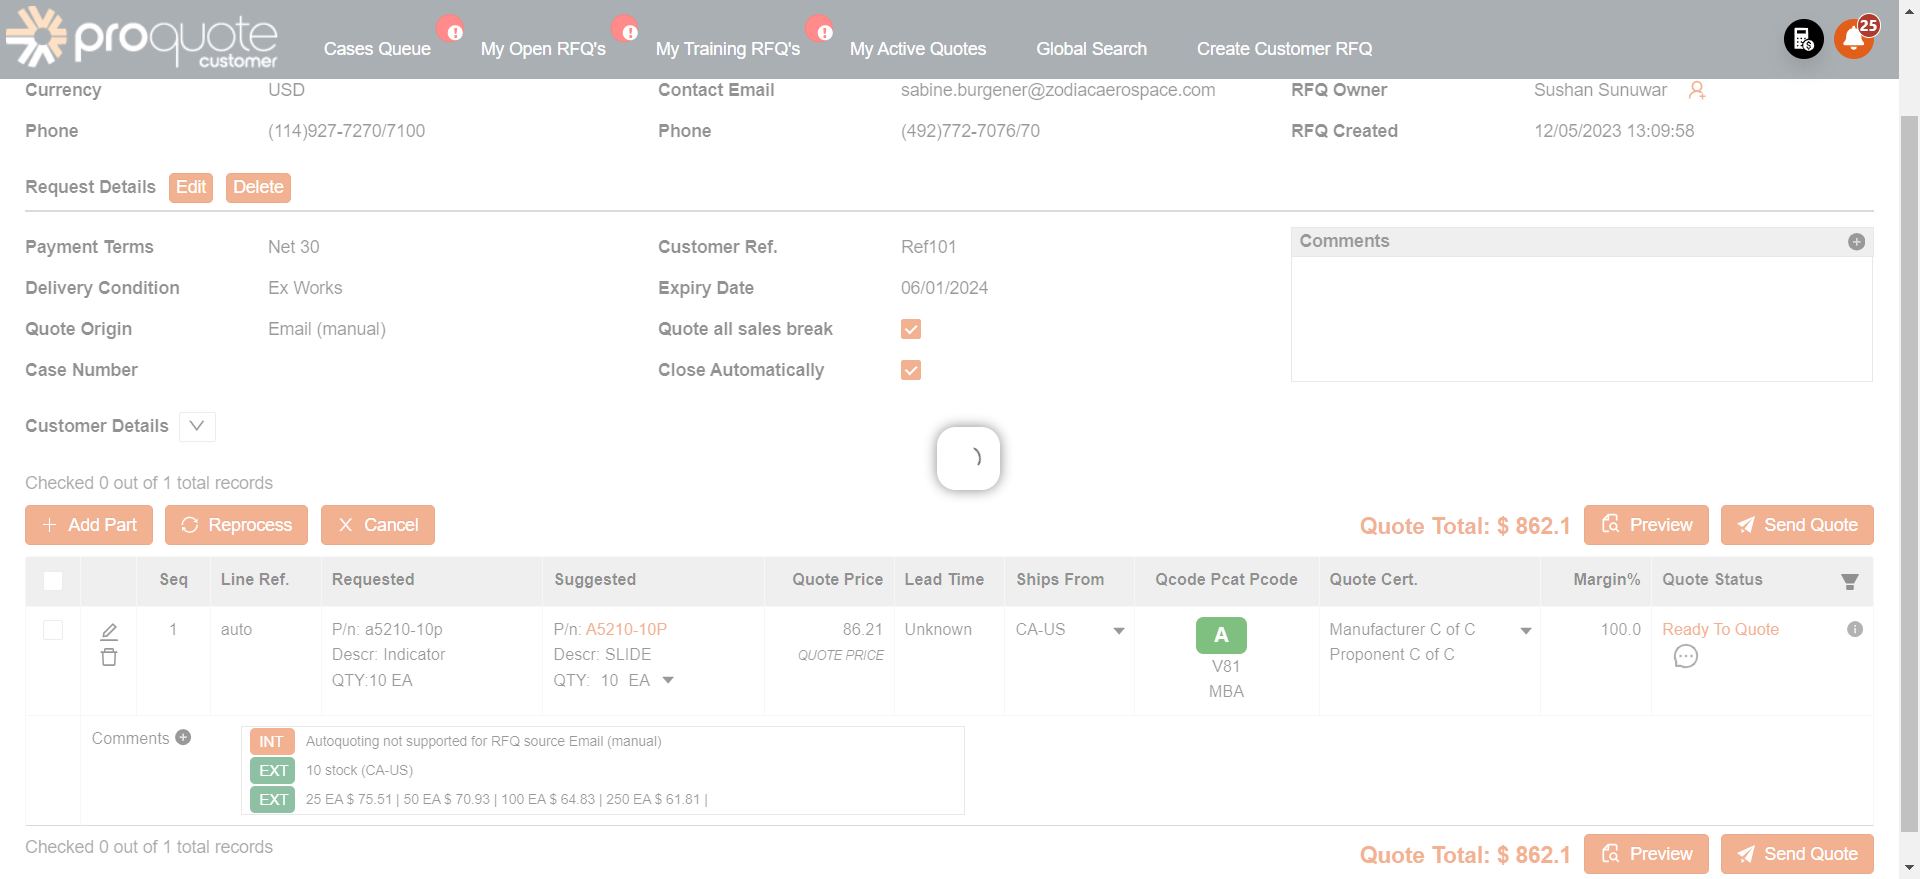 proquote customer
Cases Queue ! My Open RFQ's ! My Training RFQ's ! My Active Quotes Global Search Create Customer RFQ 25
Currency USD Contact Email sabine.burgener@zodiacaerospace.com RFQ Owner Sushan Sunuwar
Phone (114)927-7270/7100 Phone (492)772-7076/70 RFQ Created 12/05/2023 13:09:58
Request Details Edit Delete
Payment Terms Net 30 Customer Ref. Ref101 Comments
Delivery Condition Ex Works Expiry Date 06/01/2024
Quote Origin Email (manual) Quote all sales break
Case Number Close Automatically
Customer Details
Checked 0 out of 1 total records
Add Part Reprocess Cancel Quote Total: $ 862.1 Preview Send Quote
Seq Line Ref. Requested Suggested Quote Price Lead Time Ships From Qcode Pcat Pcode Quote Cert. Margin% Quote Status
1 auto P/n: a5210-10p P/n: A5210-10P 86.21 Unknown CA-US A Manufacturer C of C 100.0 Ready To Quote
Descr: Indicator Descr: SLIDE QUOTE PRICE V81 Proponent C of C
QTY:10 EA QTY: 10 EA MBA
Comments INT Autoquoting not supported for RFQ source Email (manual)
EXT 10 stock (CA-US)
EXT 25 EA $ 75.51 | 50 EA $ 70.93 | 100 EA $ 64.83 | 250 EA $ 61.81 |
Checked 0 out of 1 total records Quote Total: $ 862.1 Preview Send Quote